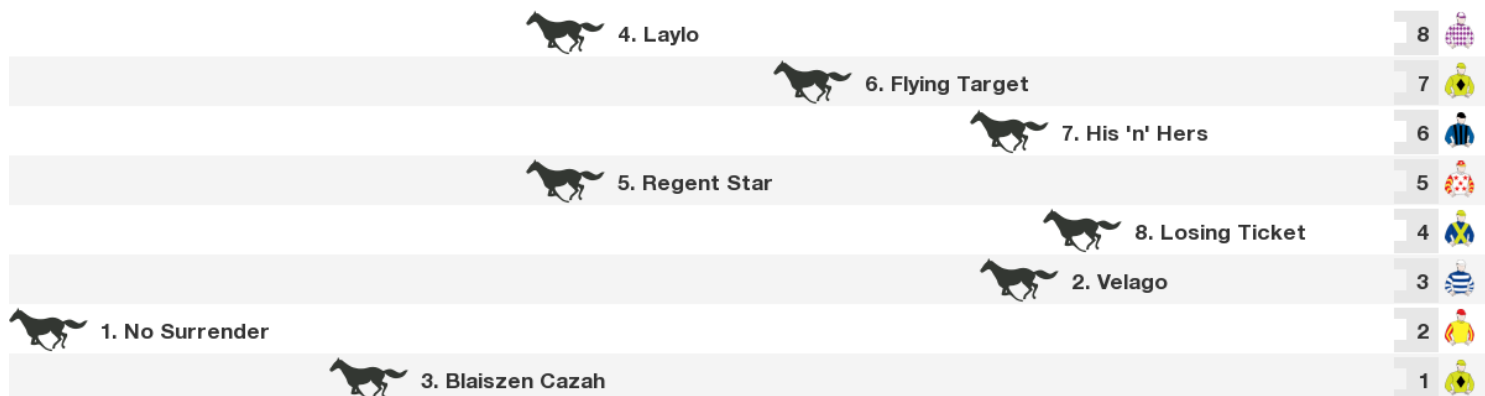 4. Laylo 8
6. Flying Target 7
7. His 'n' Hers 6
5. Regent Star 5
8. Losing Ticket 4
2. Velago 3
1. No Surrender 2
3. Blaiszen Cazah 1